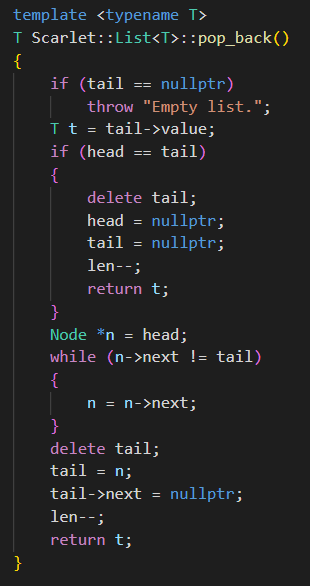 template <typename T>
T Scarlet::List<T>::pop_back()
{
    if (tail == nullptr)
        throw "Empty list.";
    T t = tail->value;
    if (head == tail)
    {
        delete tail;
        head = nullptr;
        tail = nullptr;
        len--;
        return t;
    }
    Node *n = head;
    while (n->next != tail)
    {
        n = n->next;
    }
    delete tail;
    tail = n;
    tail->next = nullptr;
    len--;
    return t;
}